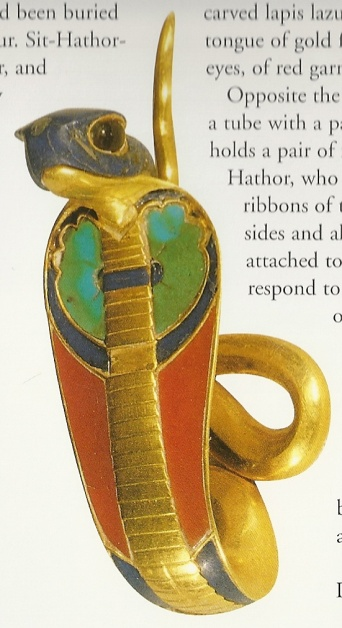 d been buried
ur. Sit-Hathor-
r, and
carved lapis lazu
tongue of gold
eyes, of red garn
Opposite the
a tube with a pa
holds a pair of
Hathor, who
ribbons of t
sides and al
attached to
respond to
o
b
a